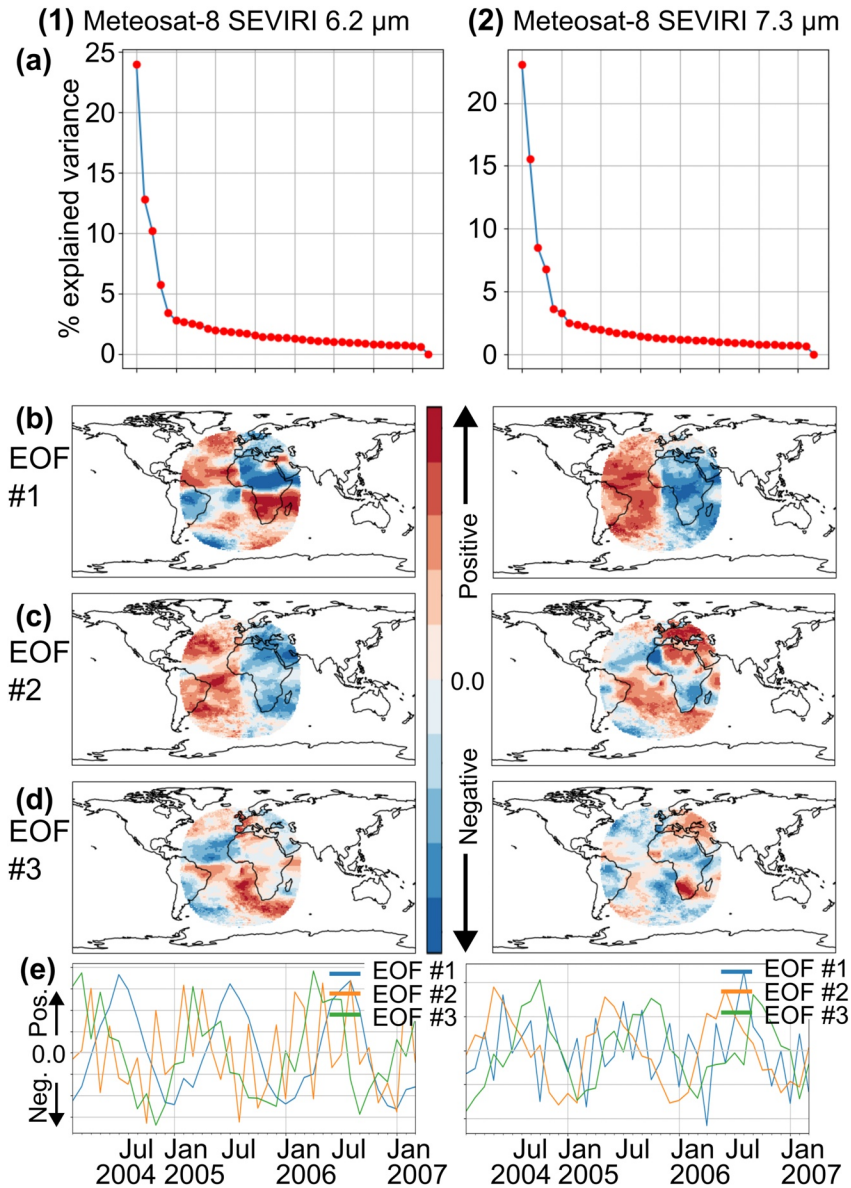 (1) Meteosat-8 SEVIRI 6.2 µm
(2) Meteosat-8 SEVIRI 7.3 µm
(a)
% explained variance
25
20
15
10
5
0
20
15
10
5
0
(b)
EOF
#1
(c)
EOF
#2
(d)
EOF
#3
Positive
0.0
Negative
(e)
Pos.
0.0
Neg.
EOF #1
EOF #2
EOF #3
EOF #1
EOF #2
EOF #3
Jul Jan Jul Jan Jul Jan
2004 2005 2006 2007
Jul Jan Jul Jan Jul Jan
2004 2005 2006 2007